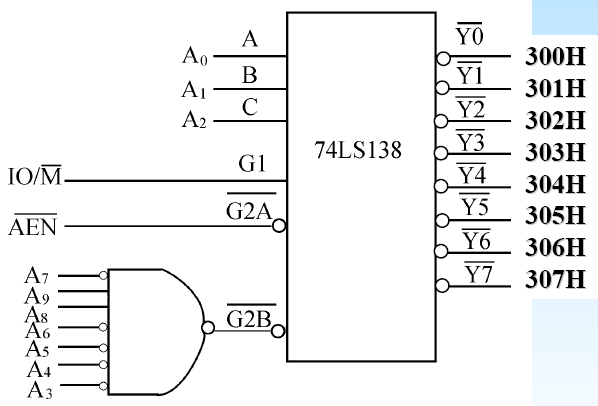 A0 A Y0 300H
A1 B Y1 301H
A2 C Y2 302H
74LS138 Y3 303H
IO/M G1 Y4 304H
AEN G2A Y5 305H
Y6 306H
Y7 307H
A7
A9
A8
A6 G2B
A5
A4
A3